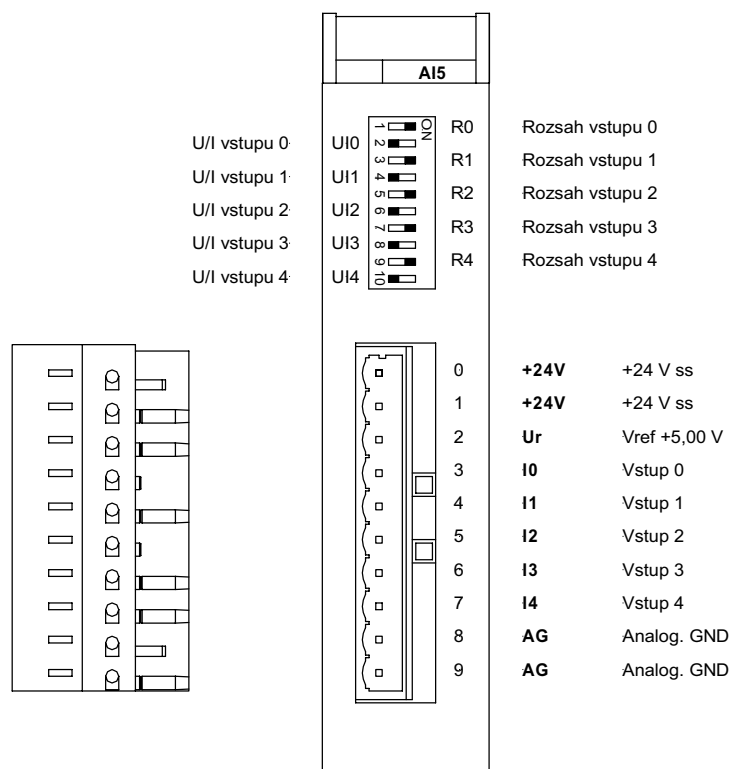 AI5
ON
1 R0 Rozsah vstupu 0
U/I vstupu 0 UI0 2
3 R1 Rozsah vstupu 1
U/I vstupu 1 UI1 4
5 R2 Rozsah vstupu 2
U/I vstupu 2 UI2 6
7 R3 Rozsah vstupu 3
U/I vstupu 3 UI3 8
9 R4 Rozsah vstupu 4
U/I vstupu 4 UI4 10
0 +24V +24 V ss
1 +24V +24 V ss
2 Ur Vref +5,00 V
3 I0 Vstup 0
4 I1 Vstup 1
5 I2 Vstup 2
6 I3 Vstup 3
7 I4 Vstup 4
8 AG Analog. GND
9 AG Analog. GND